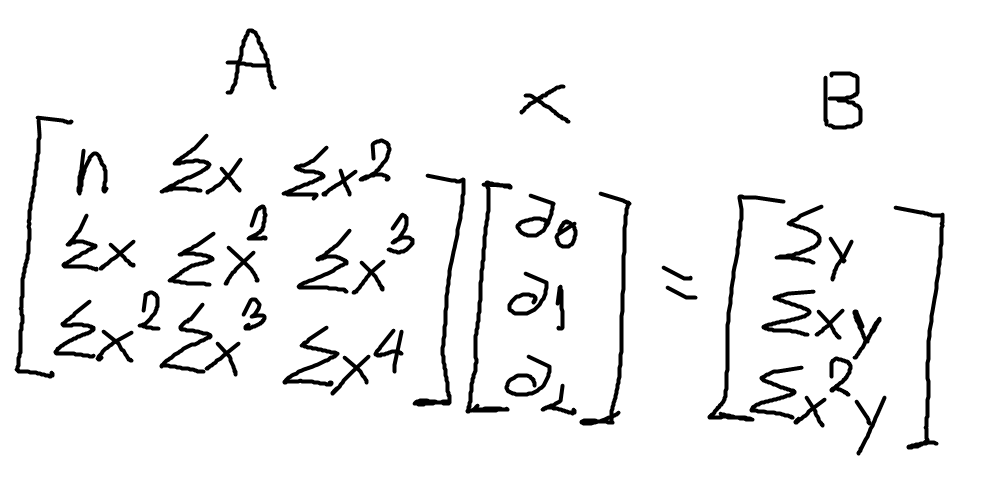 A x B
n Σx Σx² a₀ Σy
Σx Σx² Σx³ a₁ = Σxy
Σx² Σx³ Σx⁴ a₂ Σx²y